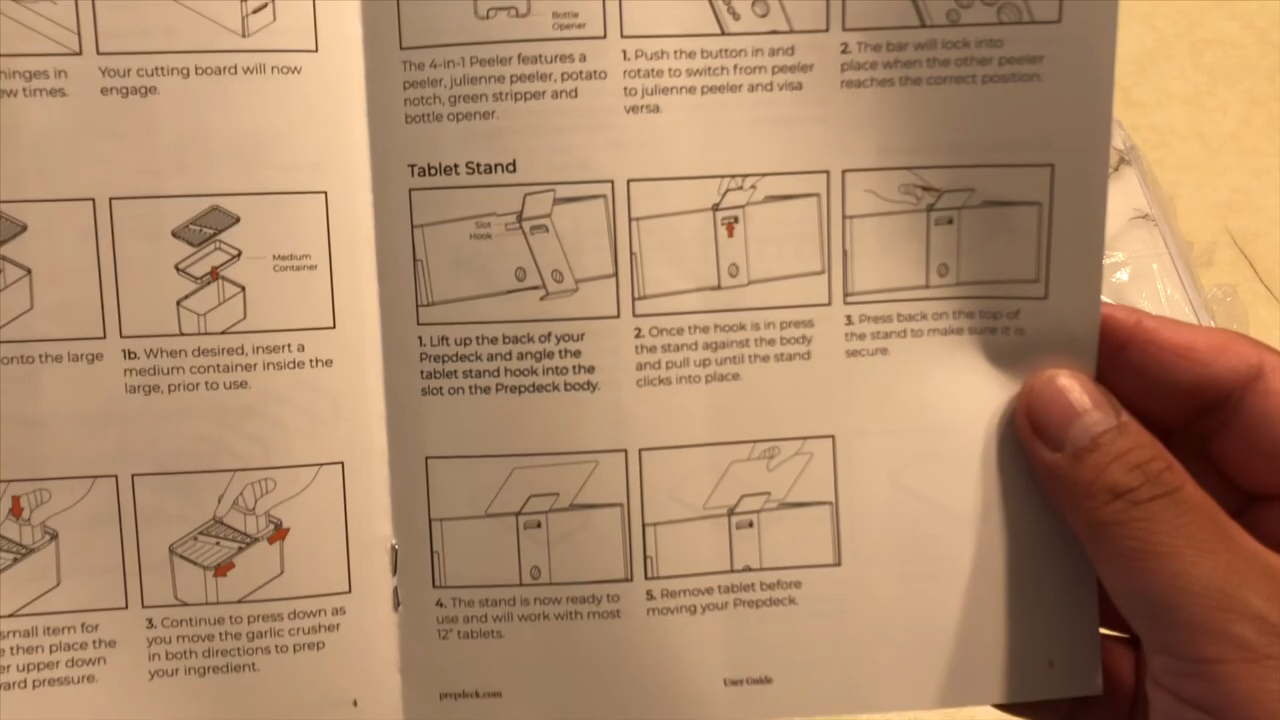 hinges in
ew times.
Your cutting board will now
engage.
Medium
Container
onto the large
1b. When desired, insert a
medium container inside the
large, prior to use.
small item for
then place the
er upper down
ard pressure.
3. Continue to press down as
you move the garlic crusher
in both directions to prep
your ingredient.
4
Bottle
Opener
The 4-in-1 Peeler features a
peeler, julienne peeler, potato
notch, green stripper and
bottle opener.
1. Push the button in and
rotate to switch from peeler
to julienne peeler and visa
versa.
2. The bar will lock into
place when the other peeler
reaches the correct position.
Tablet Stand
Slot
Hook
1. Lift up the back of your
Prepdeck and angle the
tablet stand hook into the
slot on the Prepdeck body.
2. Once the hook is in press
the stand against the body
and pull up until the stand
clicks into place.
3. Press back on the top of
the stand to make sure it is
secure.
4. The stand is now ready to
use and will work with most
12" tablets.
5. Remove tablet before
moving your Prepdeck.
prepdeck.com
User Guide